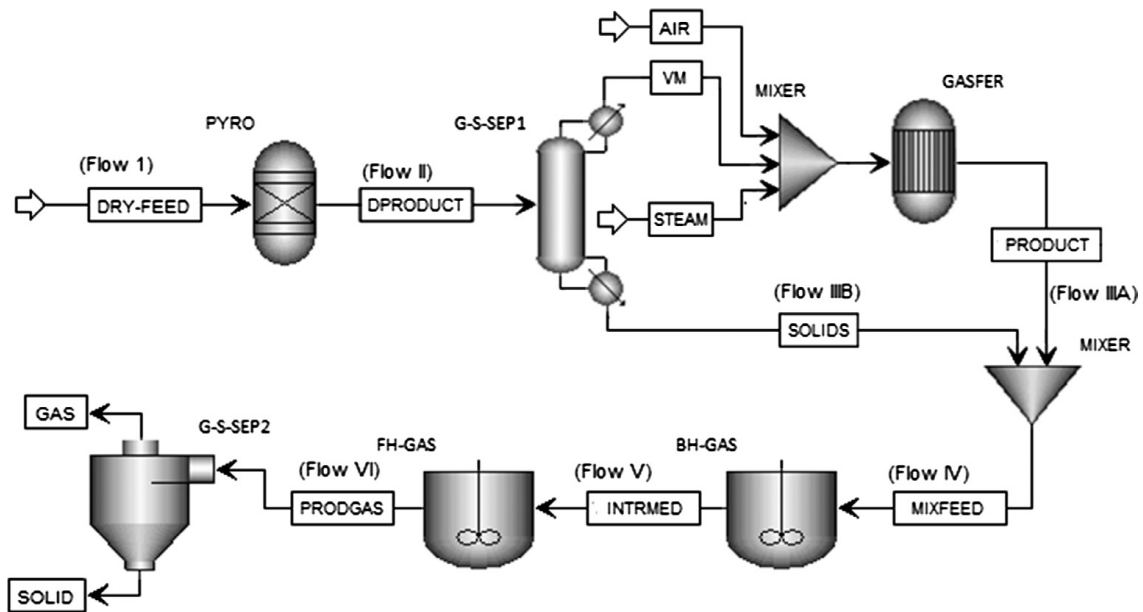 AIR
VM
MIXER
GASFER
PYRO
G-S-SEP1
(Flow 1)
(Flow II)
DRY-FEED
DPRODUCT
STEAM
PRODUCT
(Flow IIIB)
(Flow IIIA)
SOLIDS
MIXER
GAS
G-S-SEP2
FH-GAS
BH-GAS
(Flow VI)
(Flow V)
(Flow IV)
PRODGAS
INTRMED
MIXFEED
SOLID